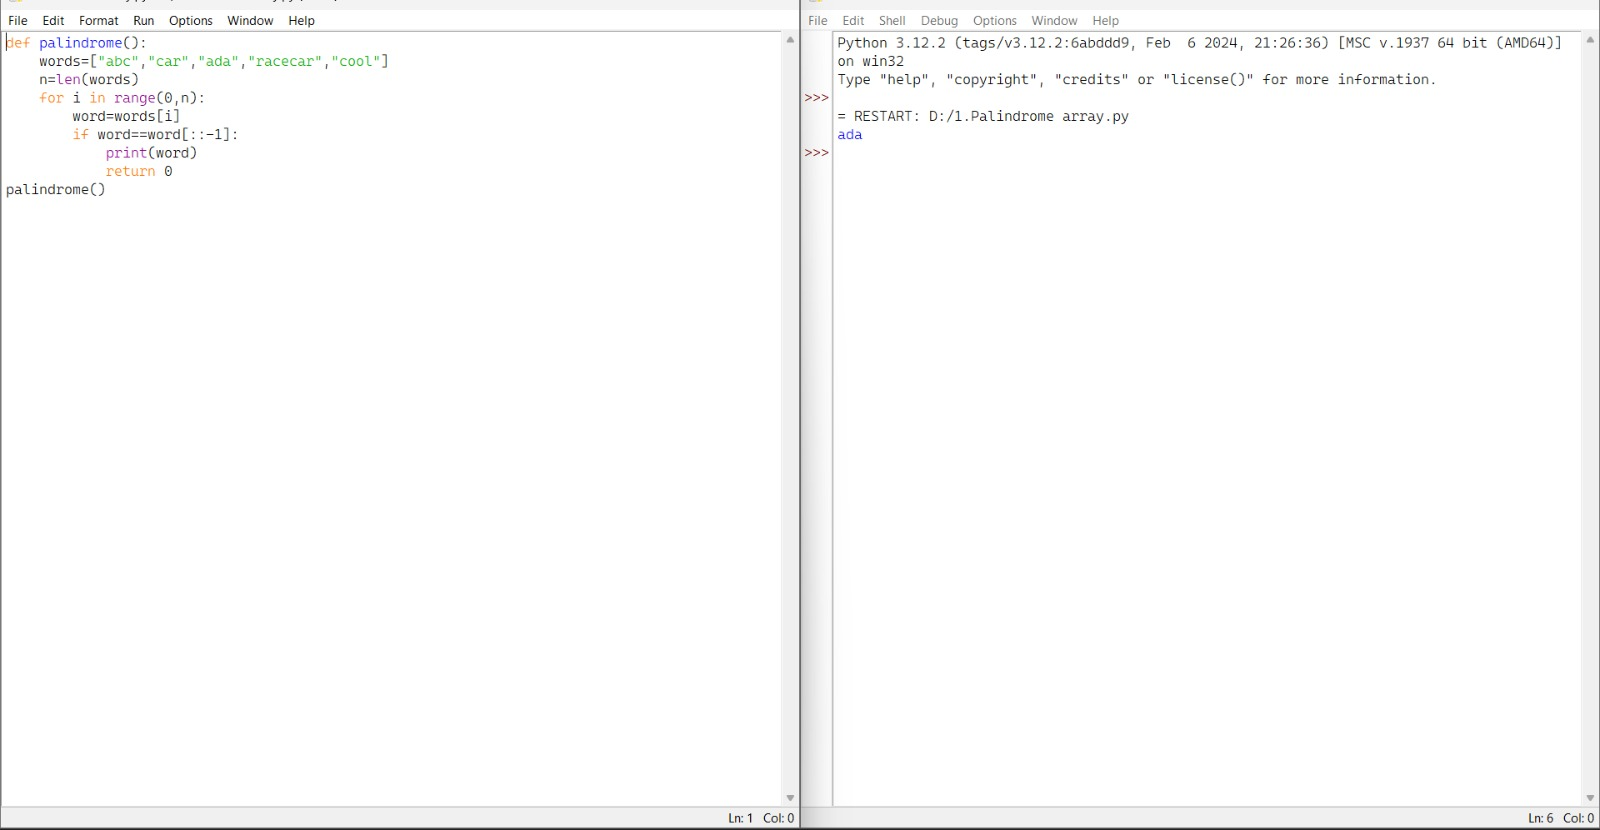 File Edit Format Run Options Window Help
def palindrome():
    words=["abc","car","ada","racecar","cool"]
    n=len(words)
    for i in range(0,n):
        word=words[i]
        if word==word[::-1]:
            print(word)
            return 0
palindrome()
Ln: 1 Col: 0
File Edit Shell Debug Options Window Help
Python 3.12.2 (tags/v3.12.2:6abddd9, Feb  6 2024, 21:26:36) [MSC v.1937 64 bit (AMD64)]
on win32
Type "help", "copyright", "credits" or "license()" for more information.
>>>
= RESTART: D:/1.Palindrome array.py
ada
>>>
Ln: 6 Col: 0